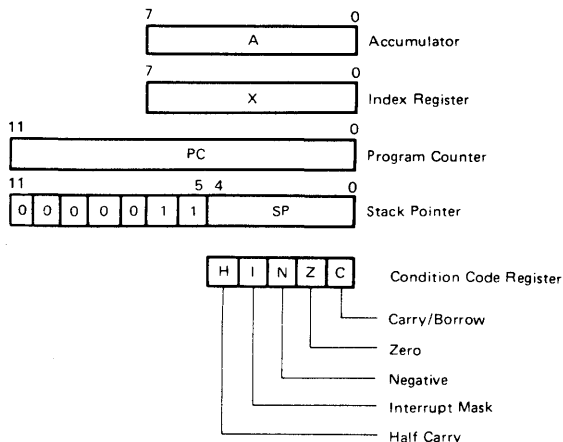 7 0
A Accumulator
7 0
X Index Register
11 0
PC Program Counter
11 5 4 0
0 0 0 0 0 1 1 SP Stack Pointer
H I N Z C Condition Code Register
Carry/Borrow
Zero
Negative
Interrupt Mask
Half Carry